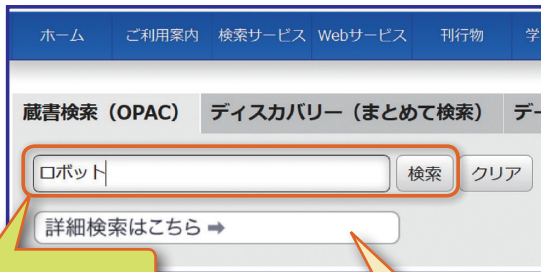 ホーム ご利用案内 検索サービス Webサービス 刊行物 学
蔵書検索（OPAC） ディスカバリー（まとめて検索） デー
ロボット 検索 クリア
詳細検索はこちら ➡